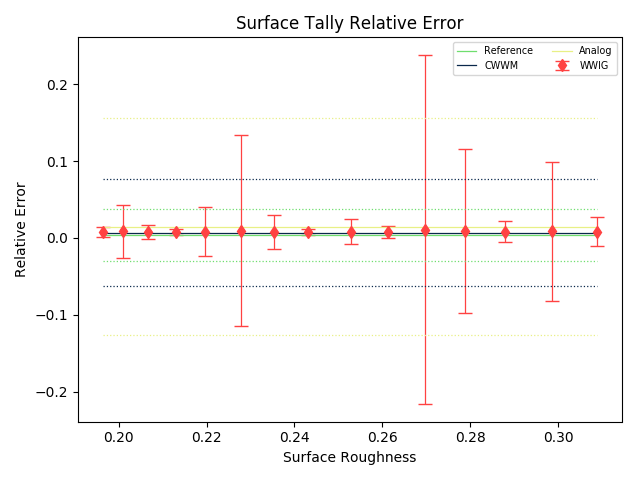 Surface Tally Relative Error
Reference
CWWM
Analog
WWIG
Relative Error
0.2
0.1
0.0
−0.1
−0.2
0.20 0.22 0.24 0.26 0.28 0.30
Surface Roughness